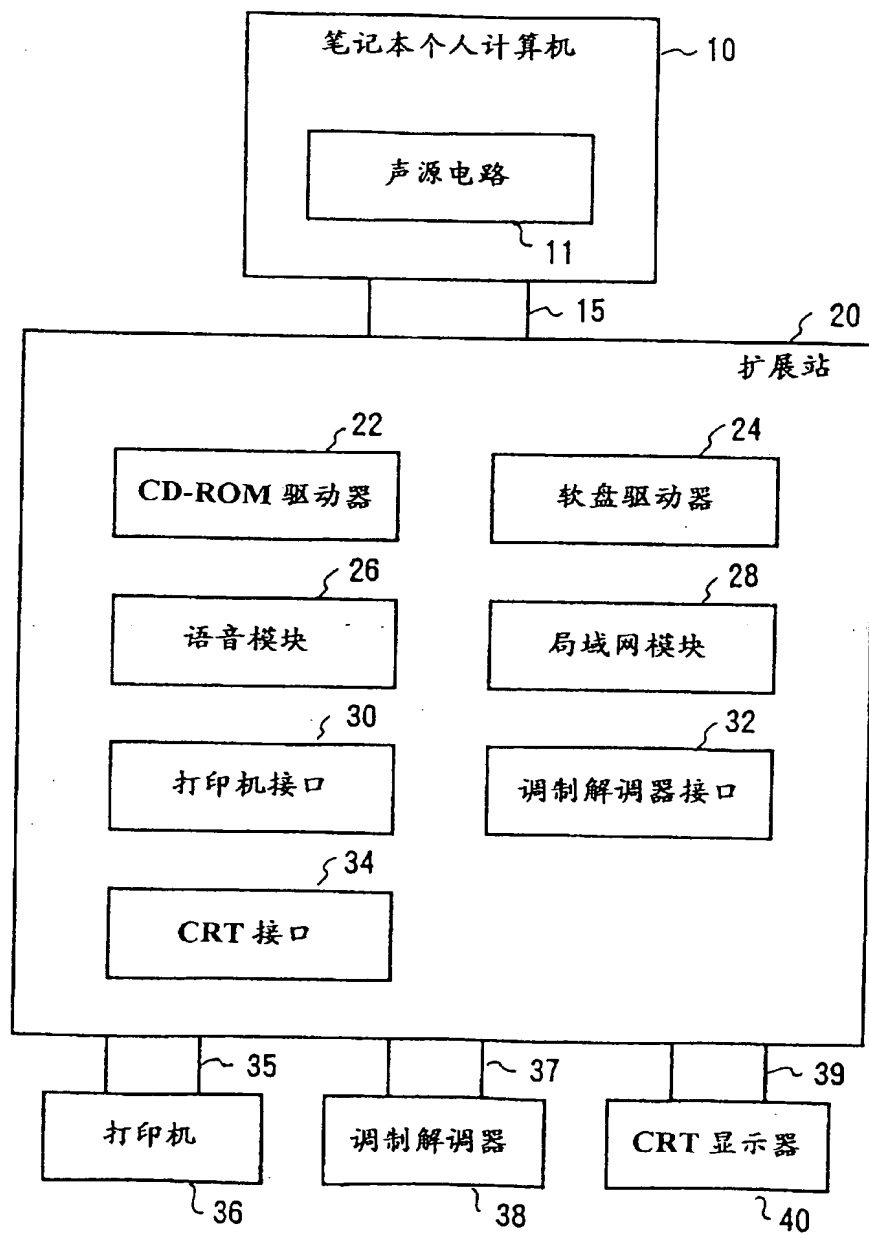 笔记本个人计算机
10
声源电路
11
15
20
扩展站
22
24
CD-ROM 驱动器
软盘驱动器
26
28
语音模块
局域网模块
30
32
打印机接口
调制解调器接口
34
CRT 接口
35
37
39
打印机
调制解调器
CRT 显示器
36
38
40